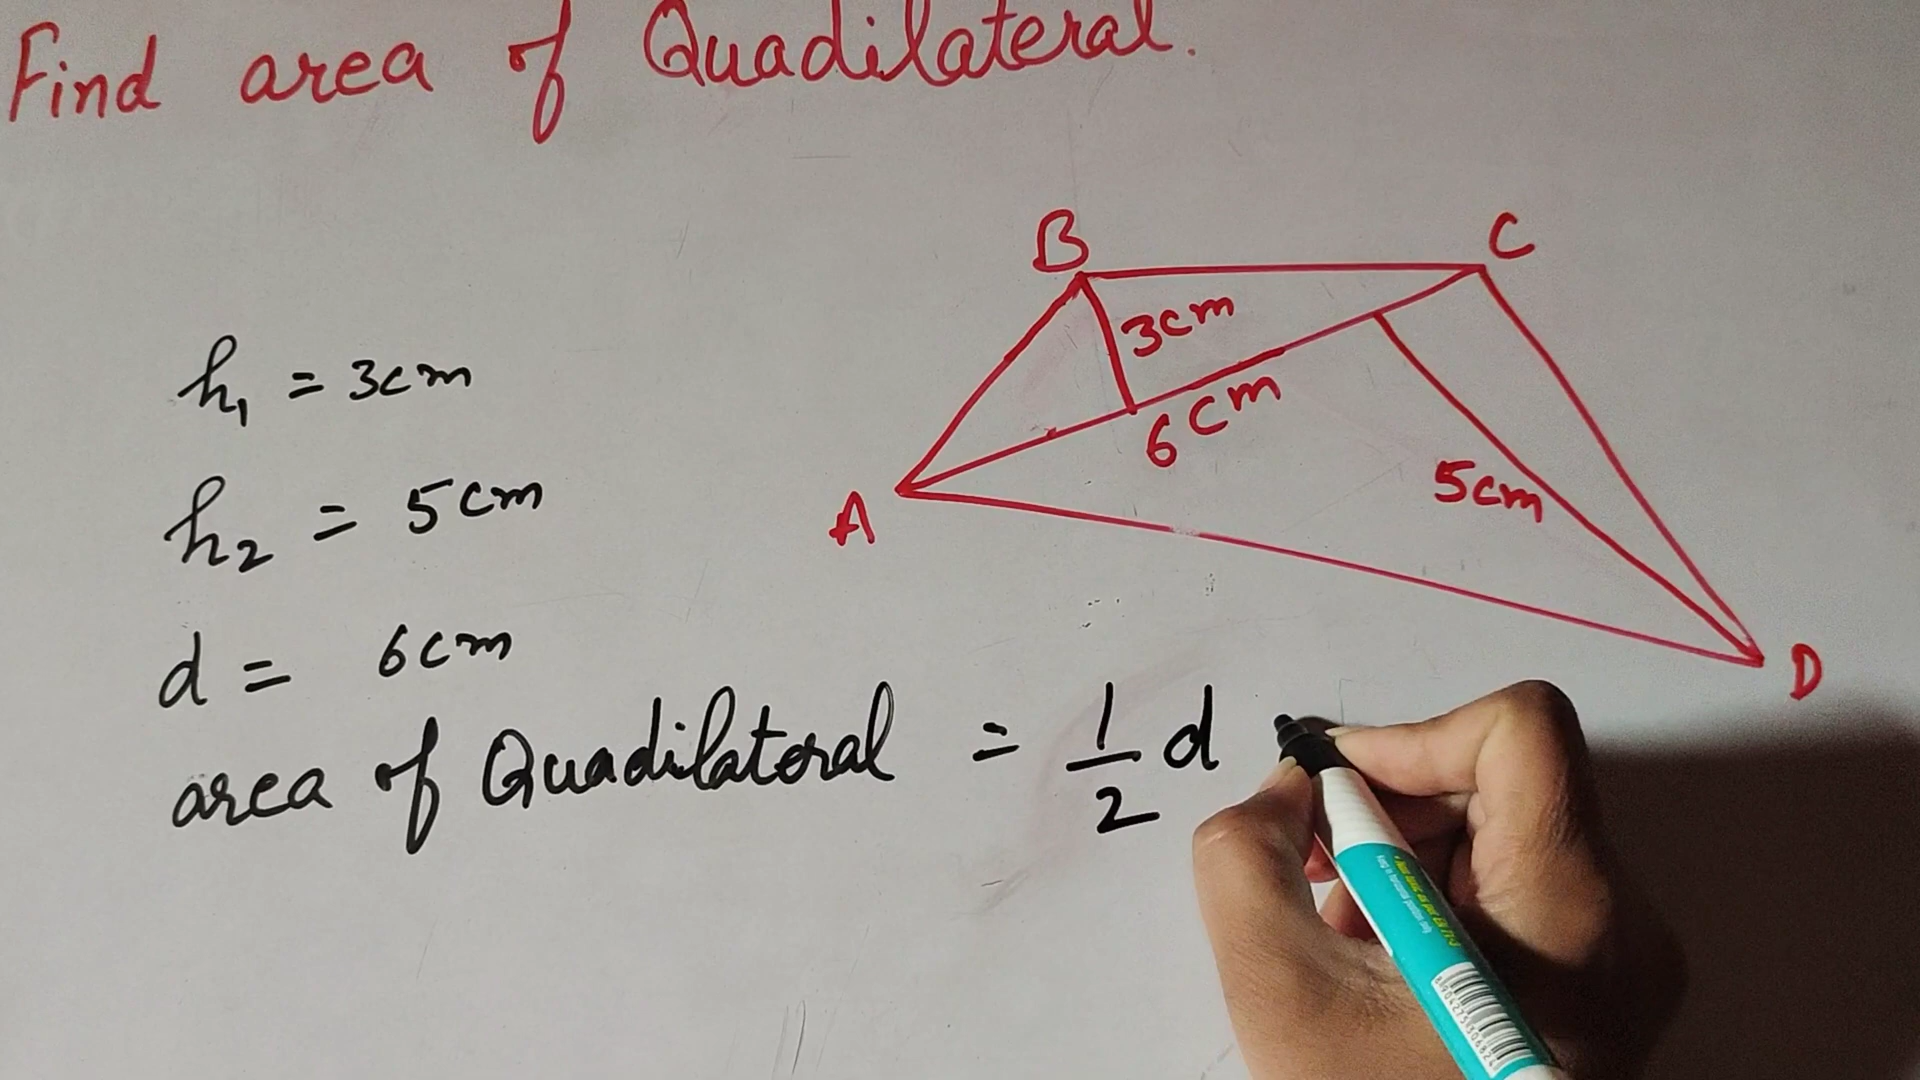 Find area of Quadilateral.
B
C
3cm
h₁ = 3cm
6cm
5cm
h₂ = 5cm
A
d = 6cm
D
area of Quadilateral = 1/2 d